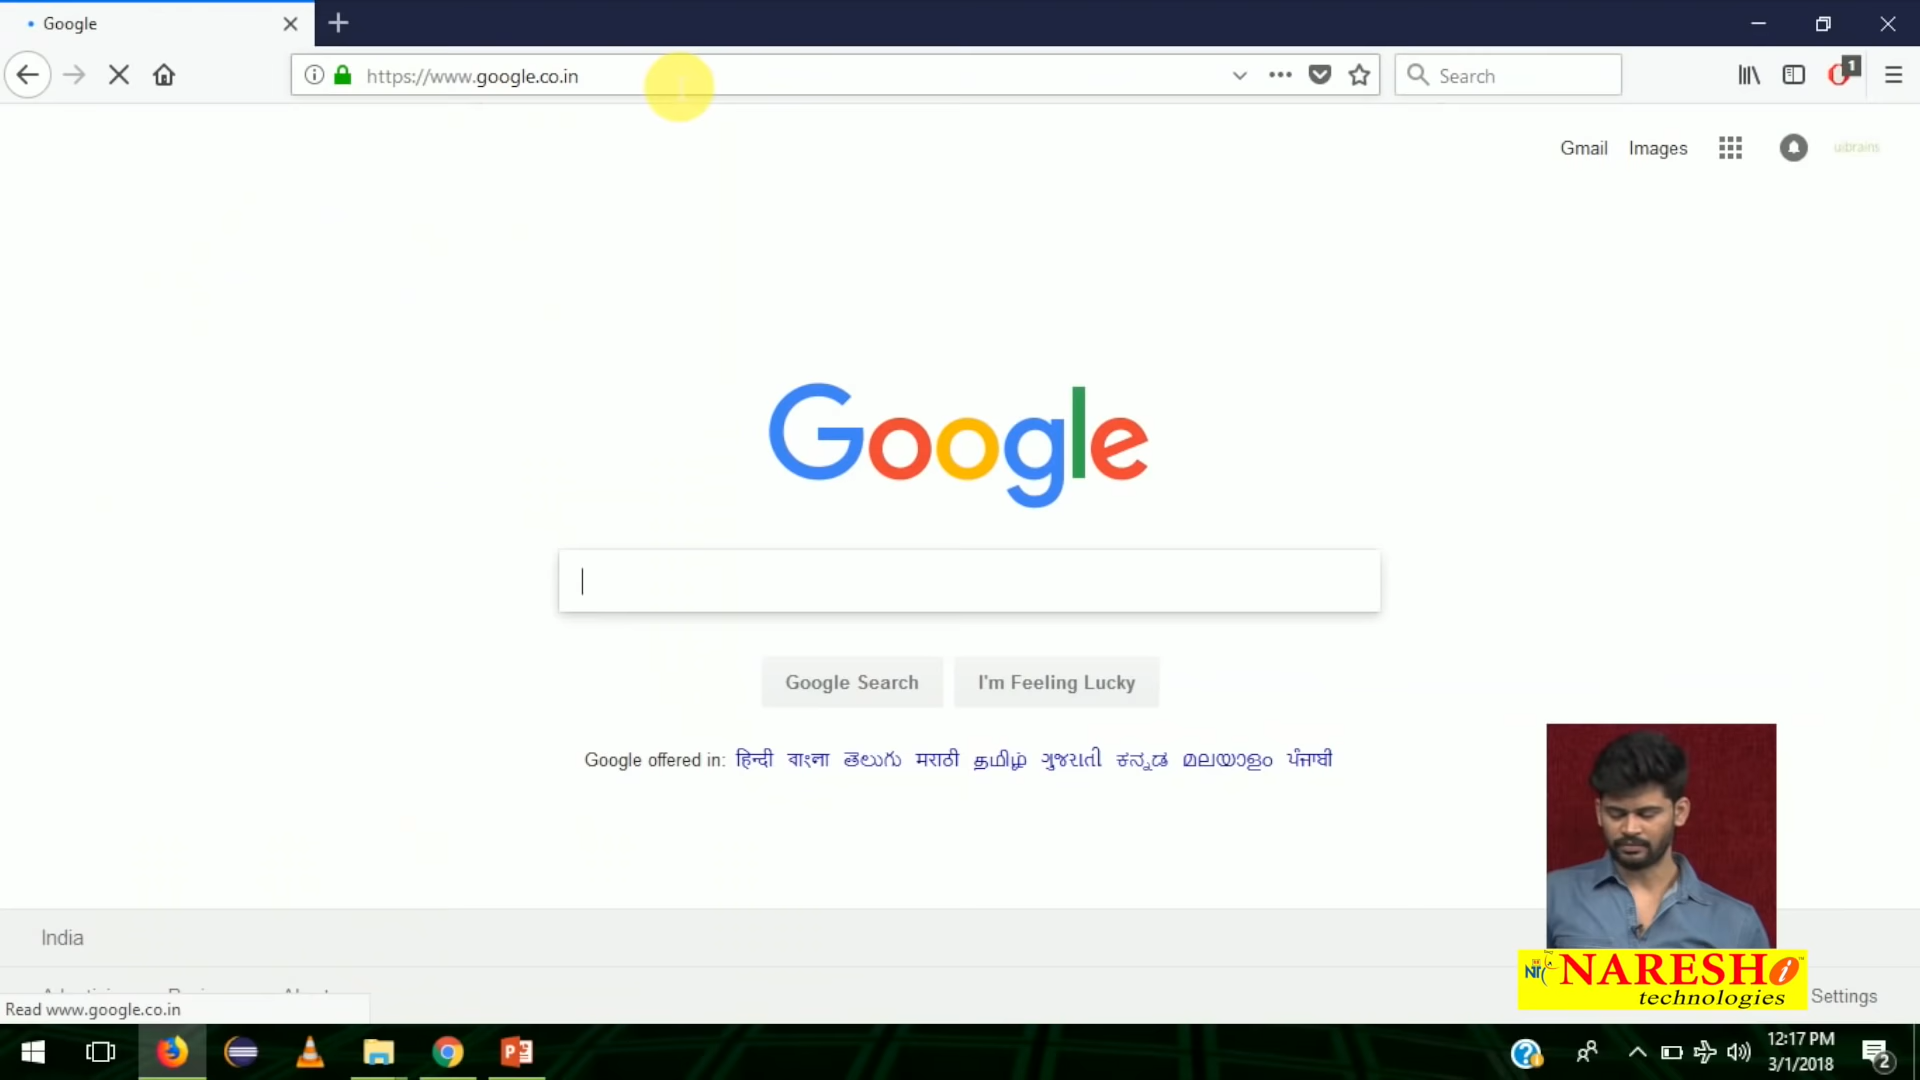 Google
https://www.google.co.in
Search
1
Gmail Images
uibrains
Google
Google Search I'm Feeling Lucky
Google offered in: हिन्दी বাংলা తెలుగు मराठी தமிழ் ગુજરાતી ಕನ್ನಡ മലയാളം ਪੰਜਾਬੀ
India
Read www.google.co.in
NARESH i
technologies
Settings
12:17 PM
3/1/2018
2